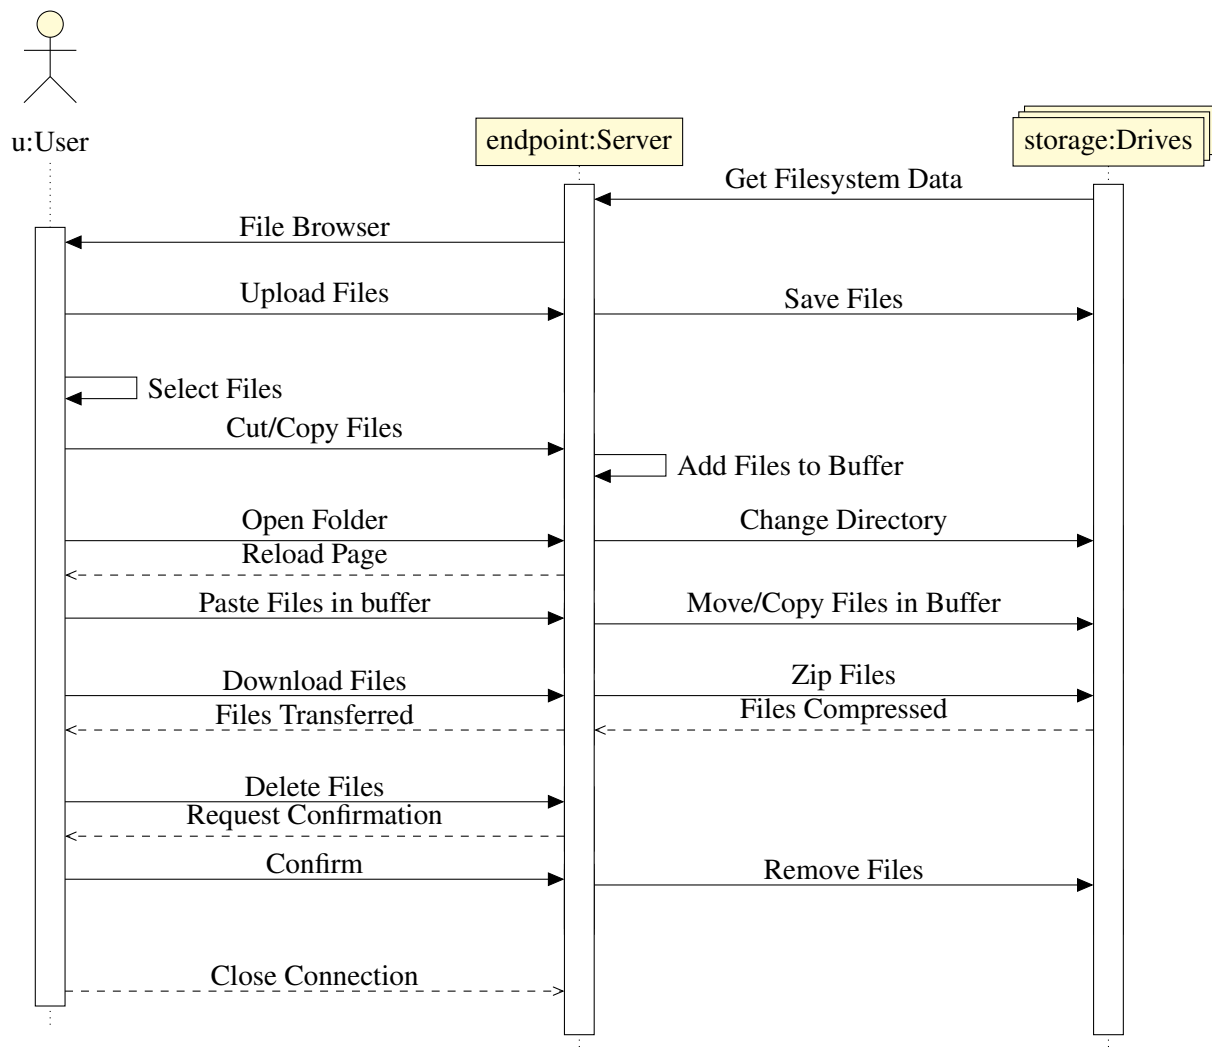 u:User
endpoint:Server
storage:Drives
Get Filesystem Data
File Browser
Upload Files
Save Files
Select Files
Cut/Copy Files
Add Files to Buffer
Open Folder
Change Directory
Reload Page
Paste Files in buffer
Move/Copy Files in Buffer
Download Files
Zip Files
Files Transferred
Files Compressed
Delete Files
Request Confirmation
Confirm
Remove Files
Close Connection